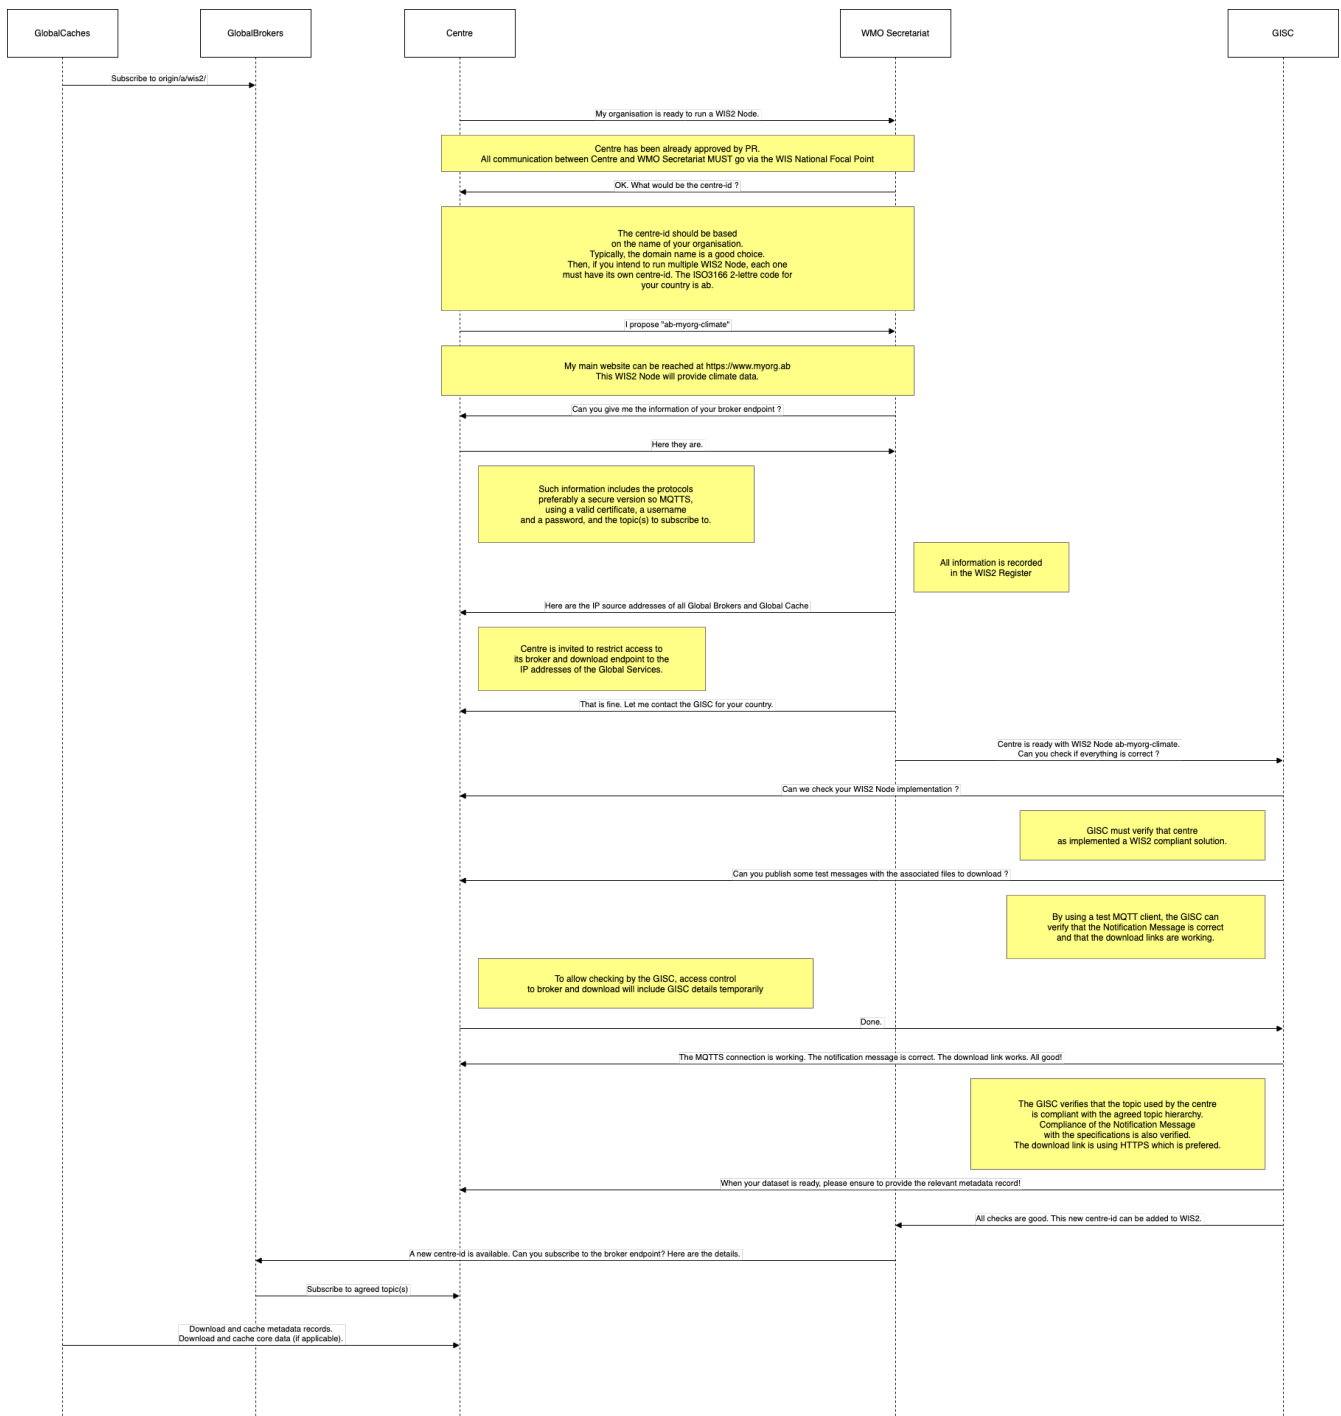 GlobalCaches
GlobalBrokers
Centre
WMO Secretariat
GISC
Subscribe to origin/a/wis2/
My organisation is ready to run a WIS2 Node.
Centre has been already approved by PR.
All communication between Centre and WMO Secretariat MUST go via the WIS National Focal Point
OK. What would be the centre-id ?
The centre-id should be based
on the name of your organisation.
Typically, the domain name is a good choice.
Then, if you intend to run multiple WIS2 Node, each one
must have its own centre-id. The ISO3166 2-lettre code for
your country is ab.
I propose "ab-myorg-climate"
My main website can be reached at https://www.myorg.ab
This WIS2 Node will provide climate data.
Can you give me the information of your broker endpoint ?
Here they are.
Such information includes the protocols
preferably a secure version so MQTTS,
using a valid certificate, a username
and a password, and the topic(s) to subscribe to.
All information is recorded
in the WIS2 Register
Here are the IP source addresses of all Global Brokers and Global Cache
Centre is invited to restrict access to
its broker and download endpoint to the
IP addresses of the Global Services.
That is fine. Let me contact the GISC for your country.
Centre is ready with WIS2 Node ab-myorg-climate.
Can you check if everything is correct ?
Can we check your WIS2 Node implementation ?
GISC must verify that centre
as implemented a WIS2 compliant solution.
Can you publish some test messages with the associated files to download ?
By using a test MQTT client, the GISC can
verify that the Notification Message is correct
and that the download links are working.
To allow checking by the GISC, access control
to broker and download will include GISC details temporarily
Done.
The MQTTS connection is working. The notification message is correct. The download link works. All good!
The GISC verifies that the topic used by the centre
is compliant with the agreed topic hierarchy.
Compliance of the Notification Message
with the specifications is also verified.
The download link is using HTTPS which is prefered.
When your dataset is ready, please ensure to provide the relevant metadata record!
All checks are good. This new centre-id can be added to WIS2.
A new centre-id is available. Can you subscribe to the broker endpoint? Here are the details.
Subscribe to agreed topic(s)
Download and cache metadata records.
Download and cache core data (if applicable).